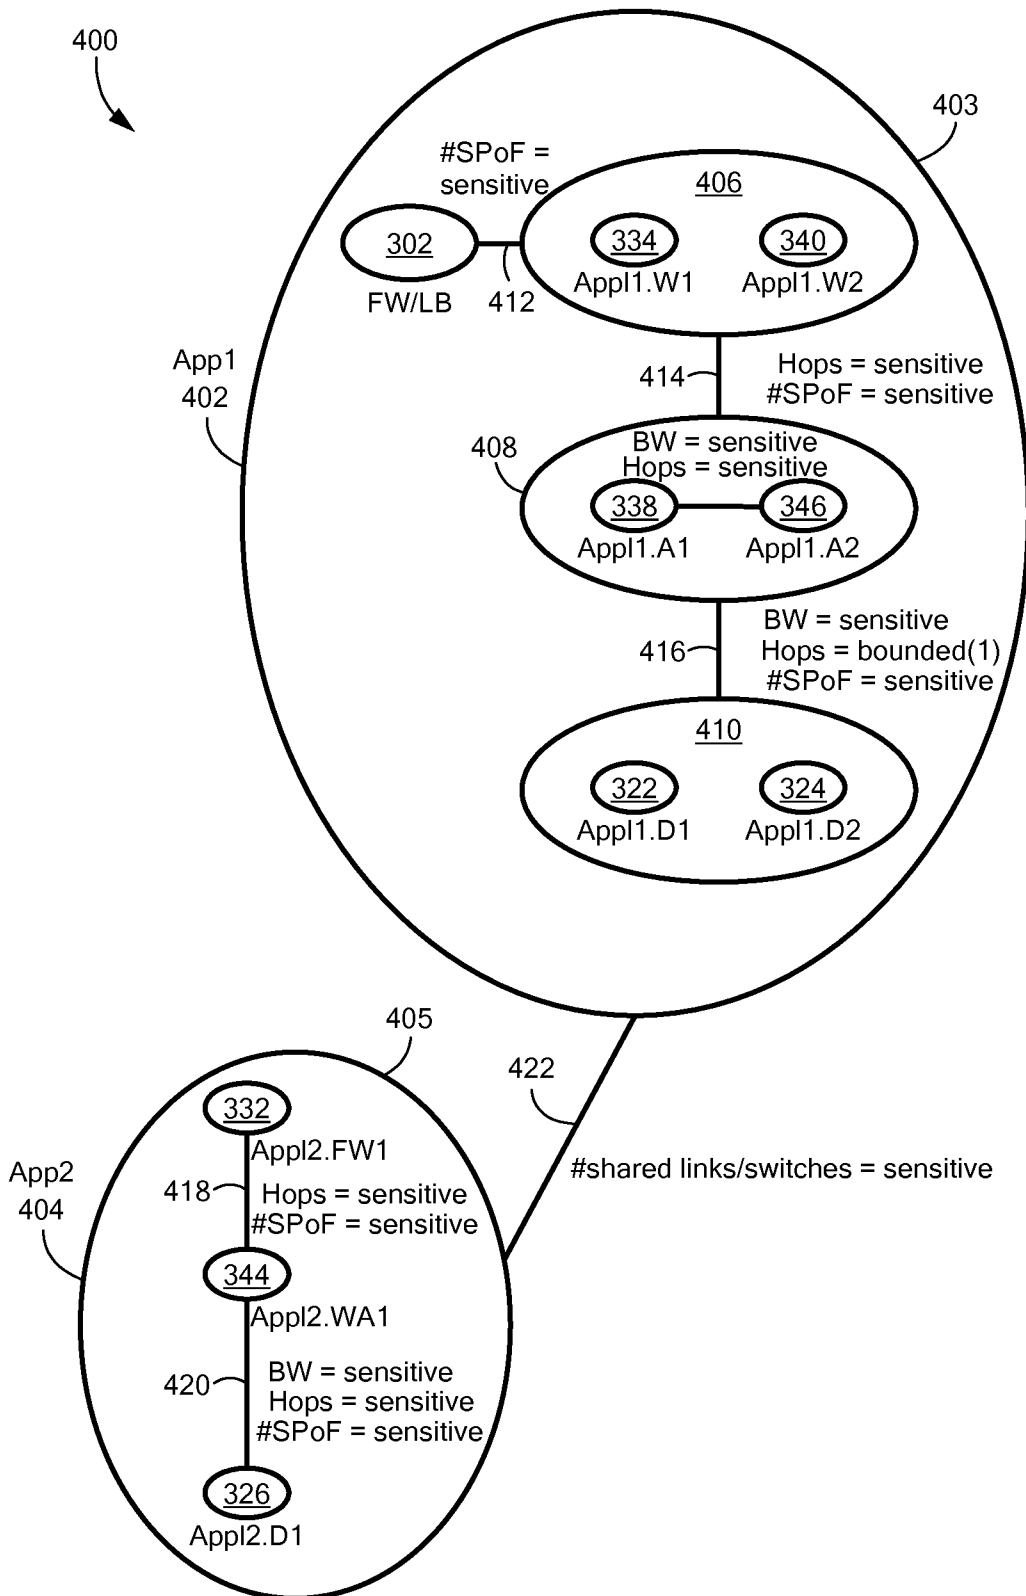 400
403
#SPoF =
sensitive
406
302
334
340
FW/LB
412
Appl1.W1
Appl1.W2
App1
402
414
Hops = sensitive
#SPoF = sensitive
408
BW = sensitive
Hops = sensitive
338
346
Appl1.A1
Appl1.A2
416
BW = sensitive
Hops = bounded(1)
#SPoF = sensitive
410
322
324
Appl1.D1
Appl1.D2
405
422
332
Appl2.FW1
#shared links/switches = sensitive
App2
404
418
Hops = sensitive
#SPoF = sensitive
344
Appl2.WA1
420
BW = sensitive
Hops = sensitive
#SPoF = sensitive
326
Appl2.D1